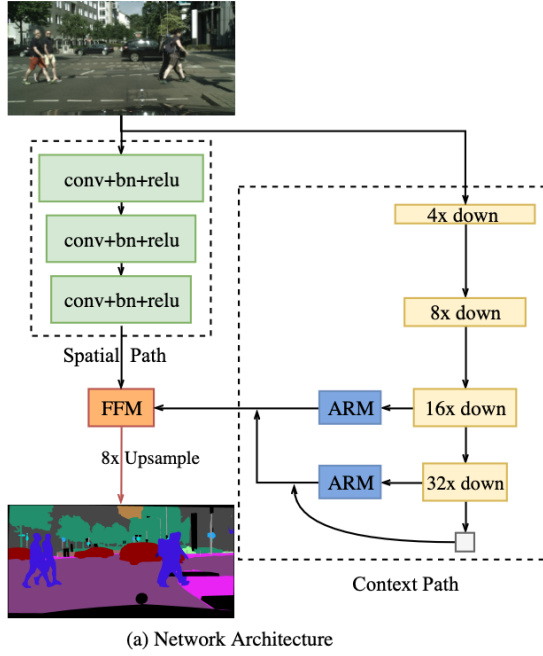 conv+bn+relu
conv+bn+relu
conv+bn+relu
Spatial Path
4x down
8x down
FFM
ARM
16x down
8x Upsample
ARM
32x down
Context Path
(a) Network Architecture